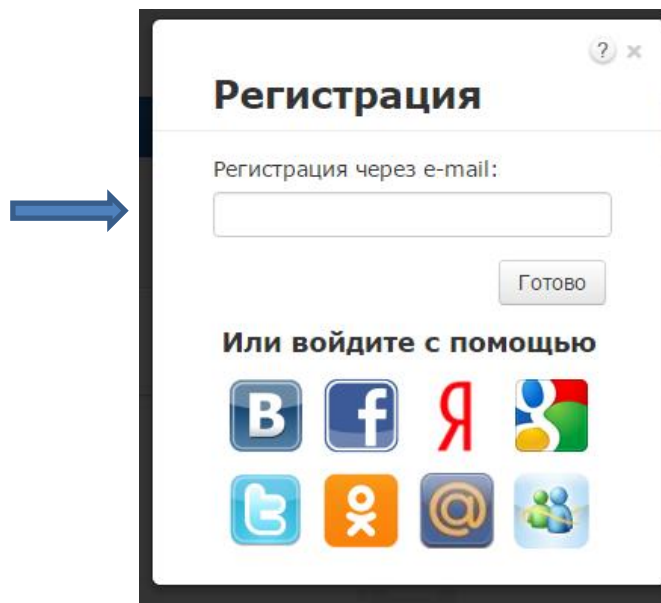 ?
×
Регистрация
Регистрация через e-mail:
Готово
Или войдите с помощью
В f Я g
t @